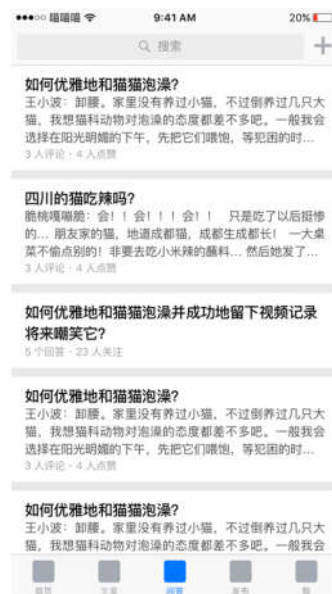 喵喵喵
9:41 AM
20%
搜索
如何优雅地和猫猫泡澡?
王小波：卸腰。家里没有养过小猫，不过倒养过几只大
猫，我想猫科动物对泡澡的态度都差不多吧。一般我会
选择在阳光明媚的下午，先把它们喂饱，等犯困的时...
3 人评论 · 4 人点赞
四川的猫吃辣吗?
脆桃嘎嘣脆：会！！会！！！会！！ 只是吃了以后挺惨
的... 朋友家的猫，地道成都猫，成都生成都长！ 一大桌
菜不偷点别的！非要去吃小米辣的蘸料... 然后她发了...
3 人评论 · 4 人点赞
如何优雅地和猫猫泡澡并成功地留下视频记录
将来嘲笑它?
5 个回答 · 23 人关注
如何优雅地和猫猫泡澡?
王小波：卸腰。家里没有养过小猫，不过倒养过几只大
猫，我想猫科动物对泡澡的态度都差不多吧。一般我会
选择在阳光明媚的下午，先把它们喂饱，等犯困的时...
3 人评论 · 4 人点赞
如何优雅地和猫猫泡澡?
王小波：卸腰。家里没有养过小猫，不过倒养过几只大
猫，我想猫科动物对泡澡的态度都差不多吧。一般我会
首页 文章 问答 发布 我